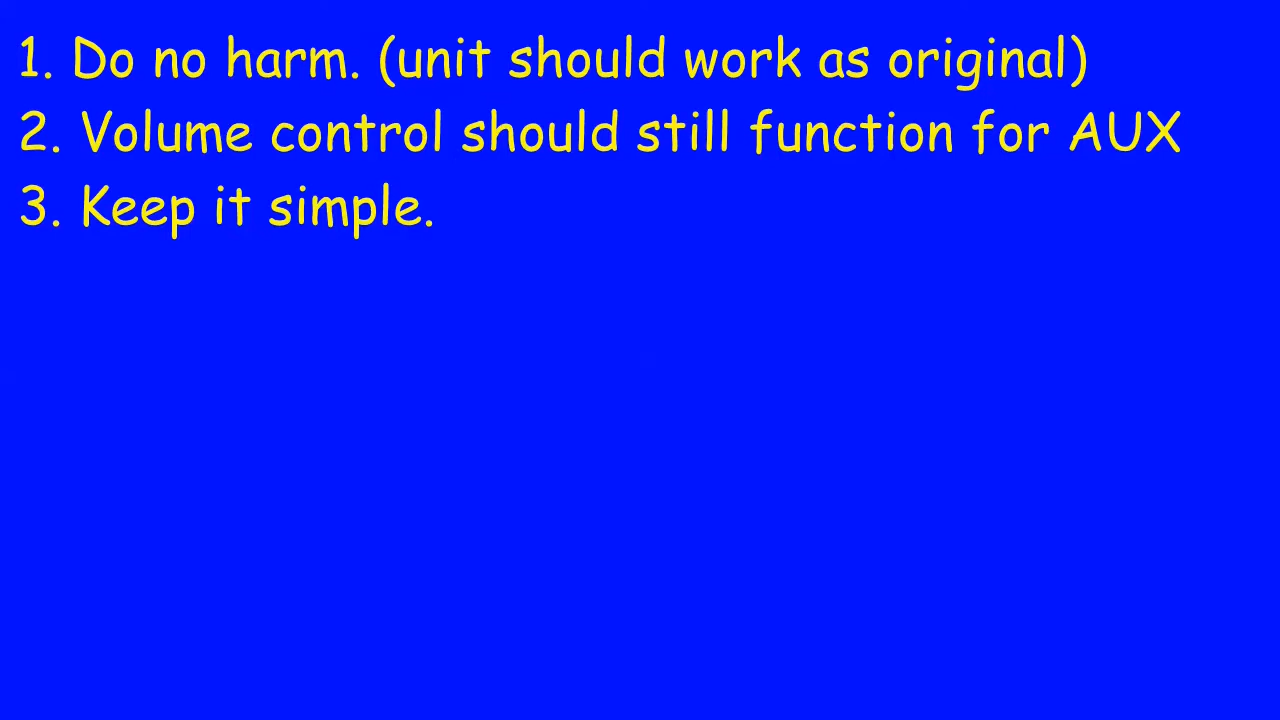 1. Do no harm. (unit should work as original)
2. Volume control should still function for AUX
3. Keep it simple.